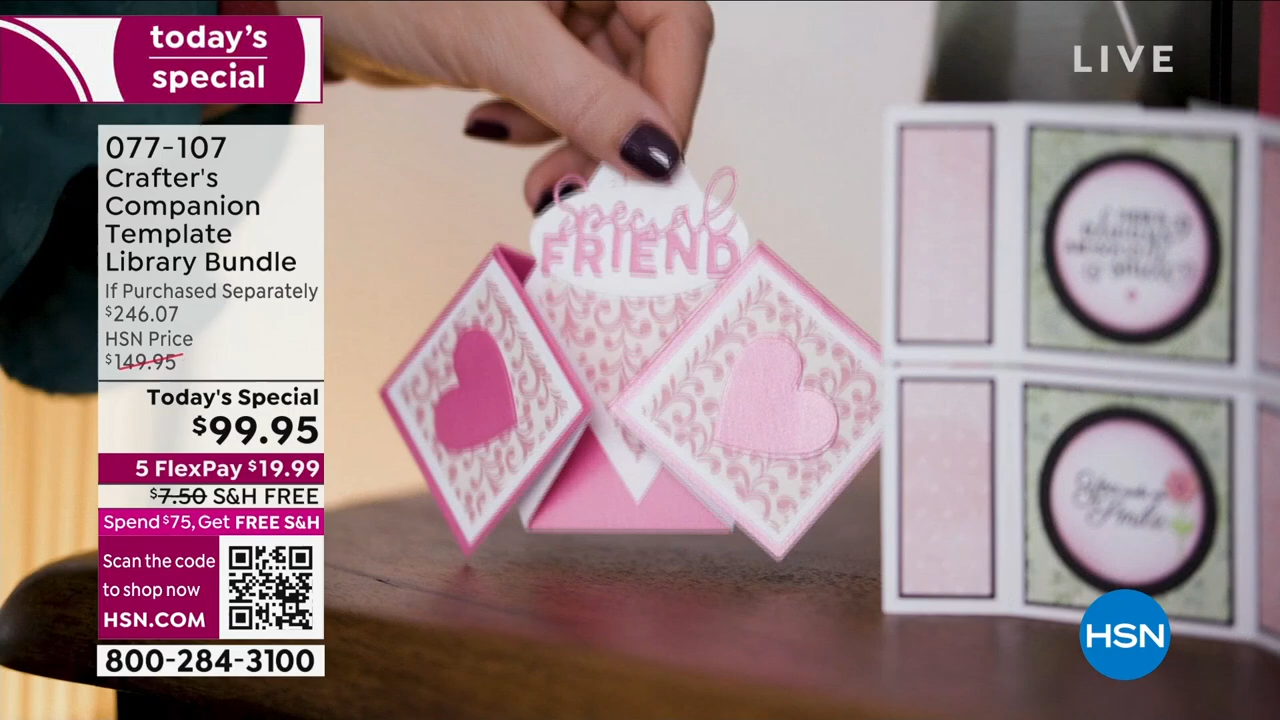 today's
special
LIVE
077-107
Crafter's
Companion
Template
Library Bundle
If Purchased Separately
$246.07
HSN Price
$149.95
Today's Special
$99.95
5 FlexPay $19.99
$7.50 S&H FREE
Spend $75, Get FREE S&H
Scan the code
to shop now
HSN.COM
800-284-3100
Special
FRIEND
HSN